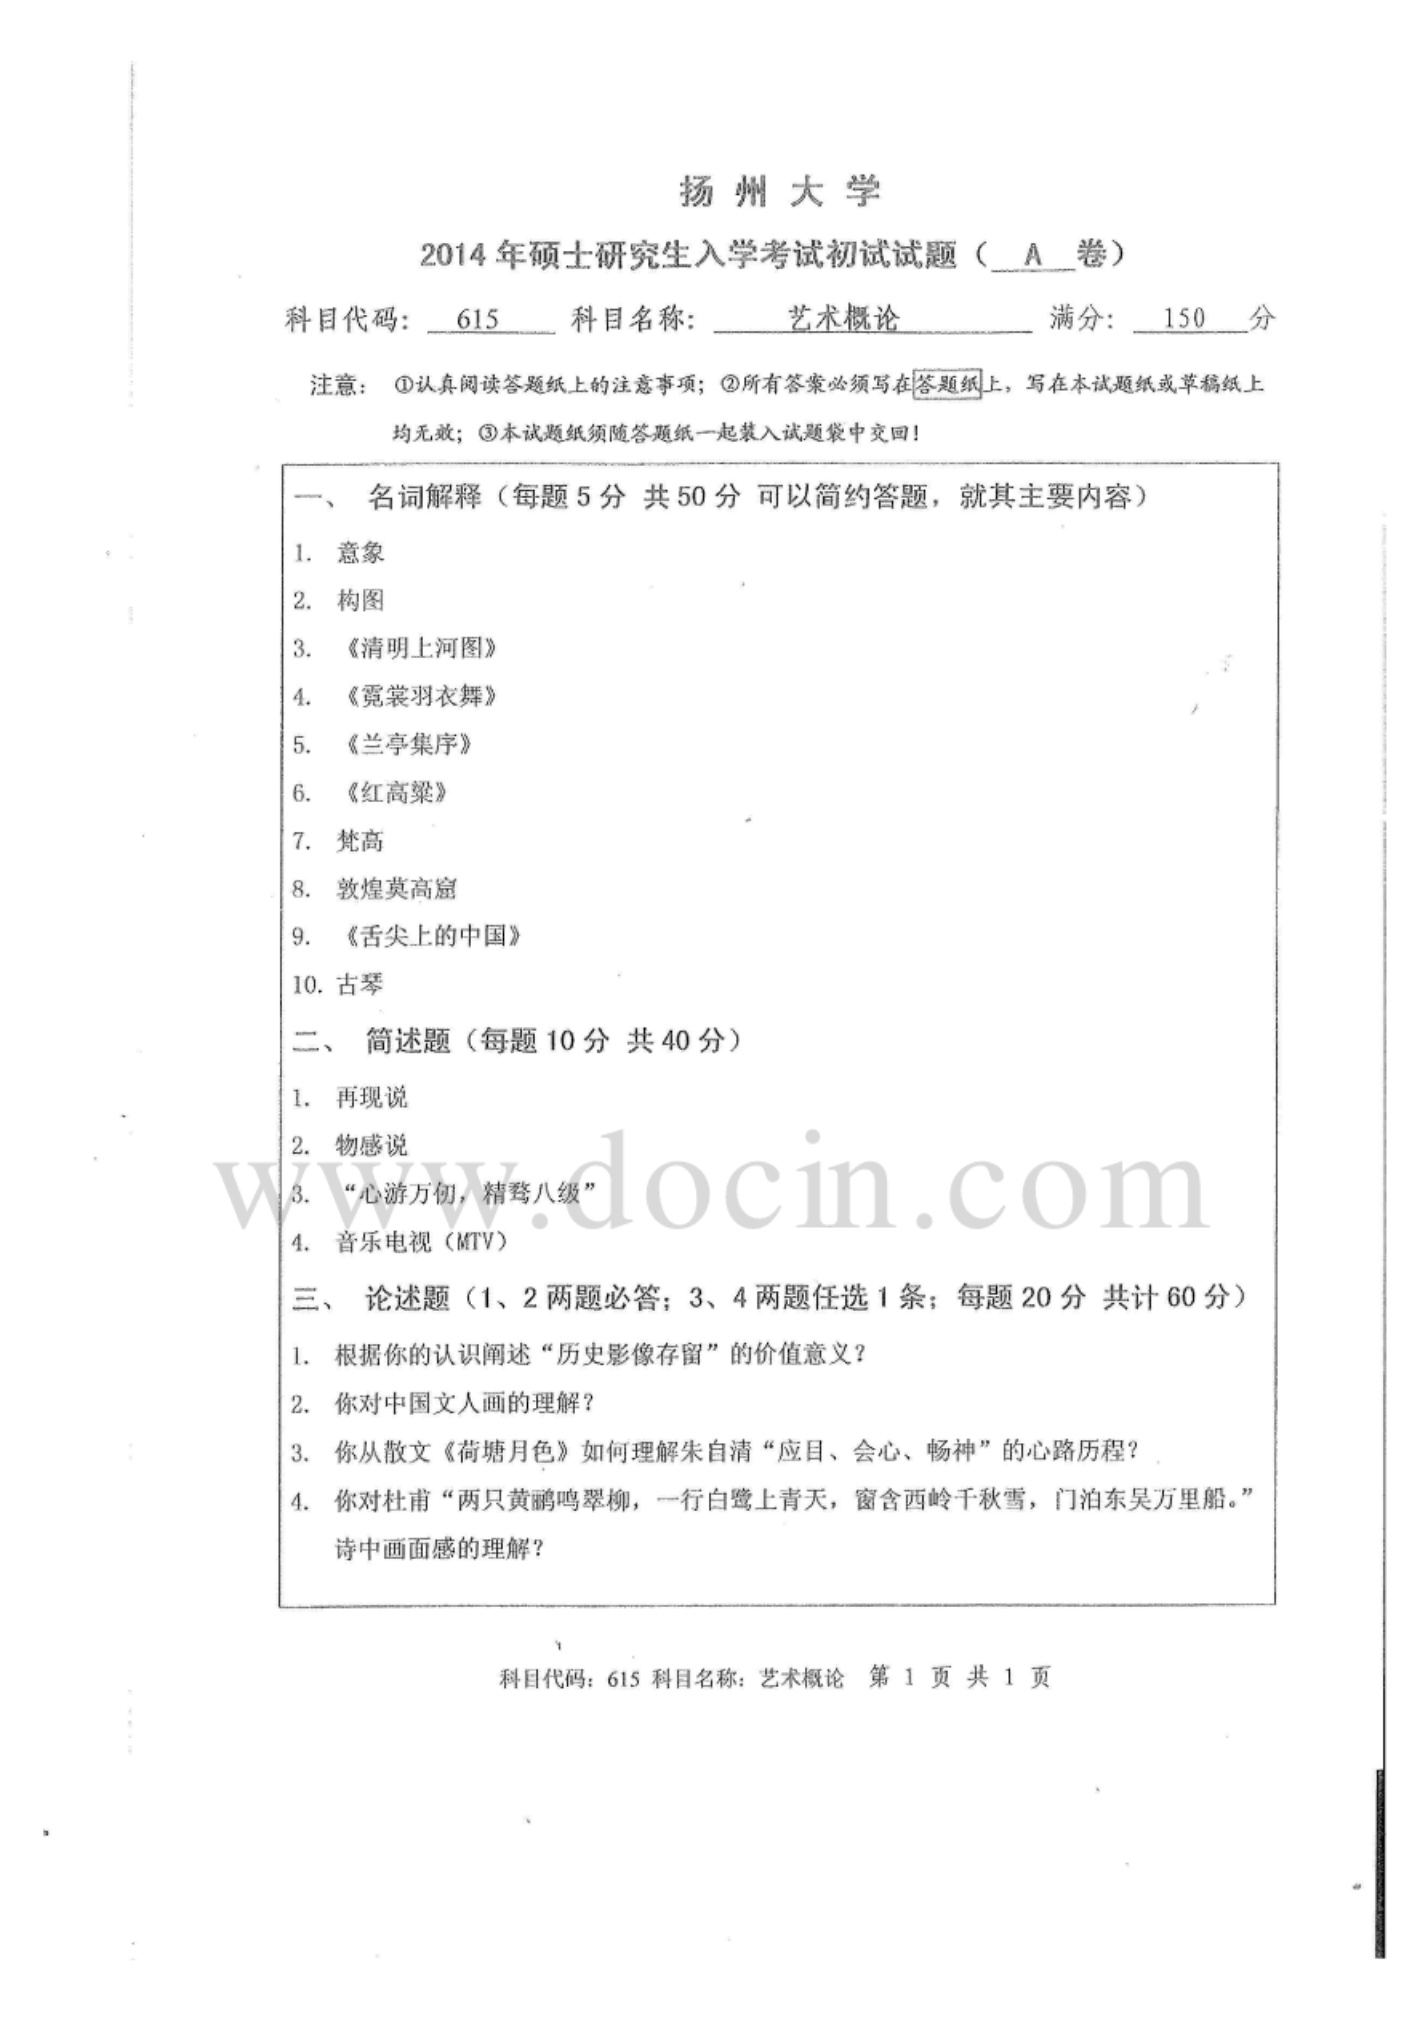 扬州大学
2014年硕士研究生入学考试初试试题（ A 卷）
科目代码： 615 科目名称： 艺术概论 满分： 150 分
注意： ①认真阅读答题纸上的注意事项；②所有答案必须写在答题纸上，写在本试题纸或草稿纸上
均无效；③本试题纸须随答题纸一起装入试题袋中交回！
一、 名词解释（每题5分 共50分 可以简约答题，就其主要内容）
1. 意象
2. 构图
3. 《清明上河图》
4. 《霓裳羽衣舞》
5. 《兰亭集序》
6. 《红高粱》
7. 梵高
8. 敦煌莫高窟
9. 《舌尖上的中国》
10. 古琴
二、 简述题（每题10分 共40分）
1. 再现说
2. 物感说
www.docin.com
3. “心游万仞，精骛八级”
4. 音乐电视（MTV）
三、 论述题（1、2两题必答；3、4两题任选1条；每题20分 共计60分）
1. 根据你的认识阐述“历史影像存留”的价值意义？
2. 你对中国文人画的理解？
3. 你从散文《荷塘月色》如何理解朱自清“应目、会心、畅神”的心路历程？
4. 你对杜甫“两只黄鹂鸣翠柳，一行白鹭上青天，窗含西岭千秋雪，门泊东吴万里船。”
诗中画面感的理解？
科目代码：615 科目名称：艺术概论 第 1 页 共 1 页